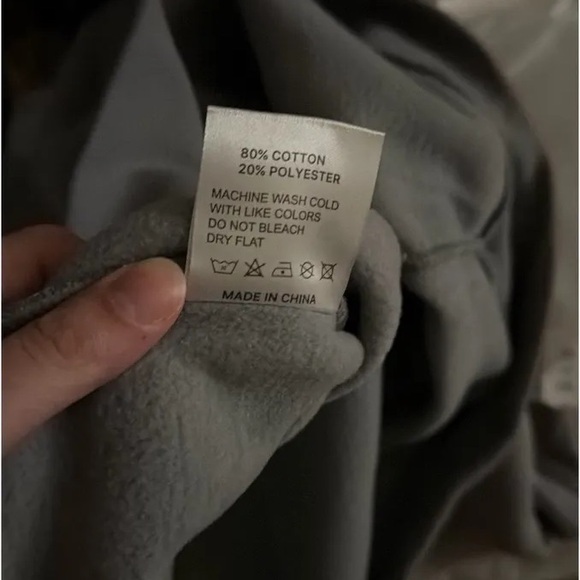 80% COTTON
20% POLYESTER
MACHINE WASH COLD
WITH LIKE COLORS
DO NOT BLEACH
DRY FLAT
MADE IN CHINA